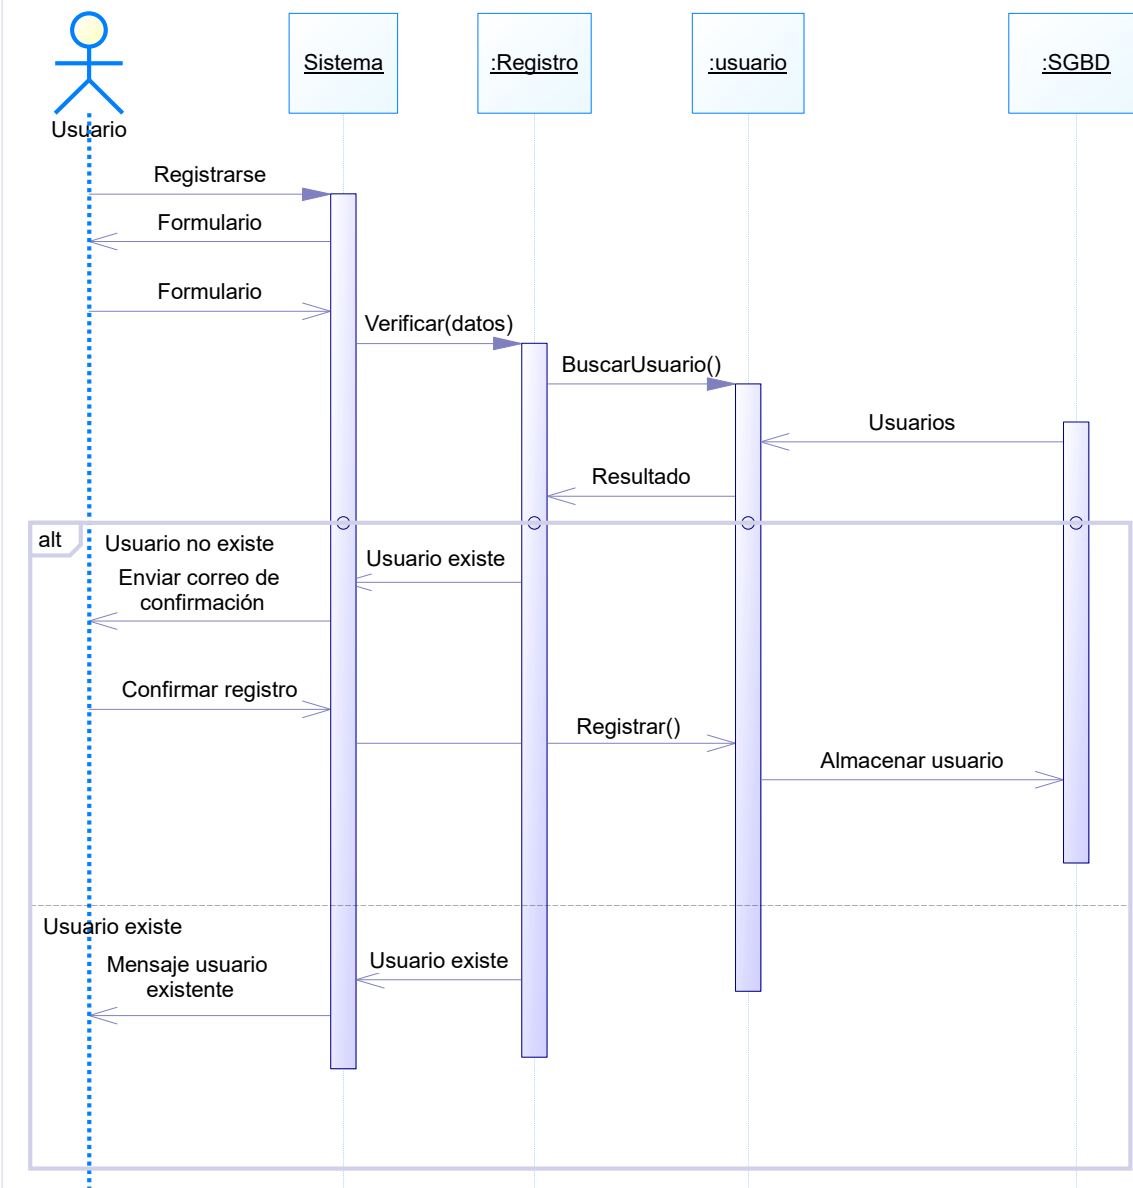 Usuario
Sistema
:Registro
:usuario
:SGBD
Registrarse
Formulario
Formulario
Verificar(datos)
BuscarUsuario()
Usuarios
Resultado
alt
Usuario no existe
Usuario existe
Enviar correo de
confirmación
Confirmar registro
Registrar()
Almacenar usuario
Usuario existe
Usuario existe
Mensaje usuario
existente